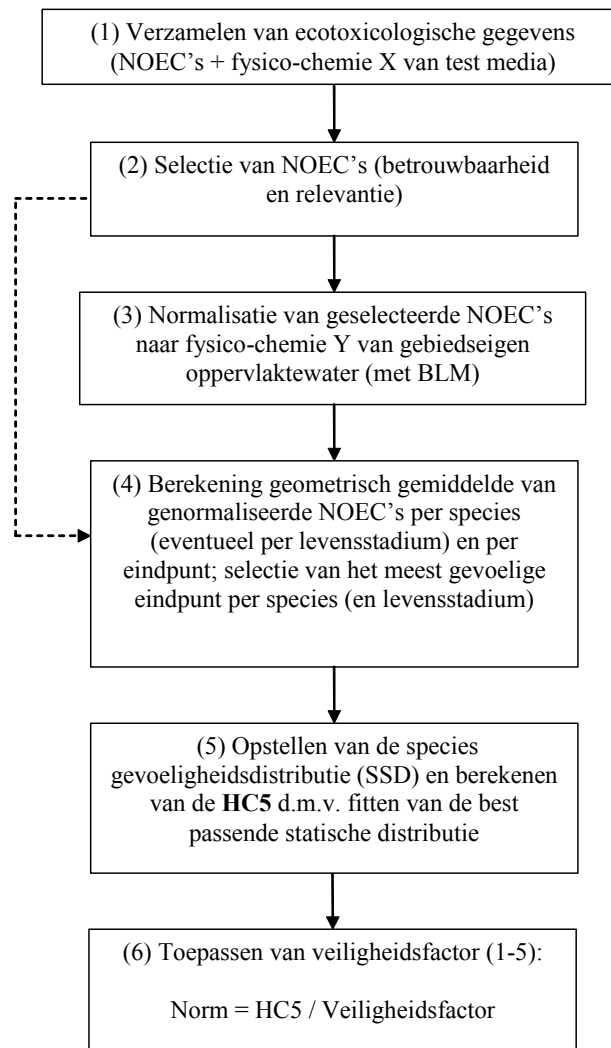 (1) Verzamelen van ecotoxicologische gegevens
(NOEC's + fysico-chemie X van test media)
(2) Selectie van NOEC's (betrouwbaarheid
en relevantie)
(3) Normalisatie van geselecteerde NOEC's
naar fysico-chemie Y van gebiedseigen
oppervlaktewater (met BLM)
(4) Berekening geometrisch gemiddelde van
genormaliseerde NOEC's per species
(eventueel per levensstadium) en per
eindpunt; selectie van het meest gevoelige
eindpunt per species (en levensstadium)
(5) Opstellen van de species
gevoeligheidsdistributie (SSD) en berekenen
van de HC5 d.m.v. fitten van de best
passende statische distributie
(6) Toepassen van veiligheidsfactor (1-5):
Norm = HC5 / Veiligheidsfactor